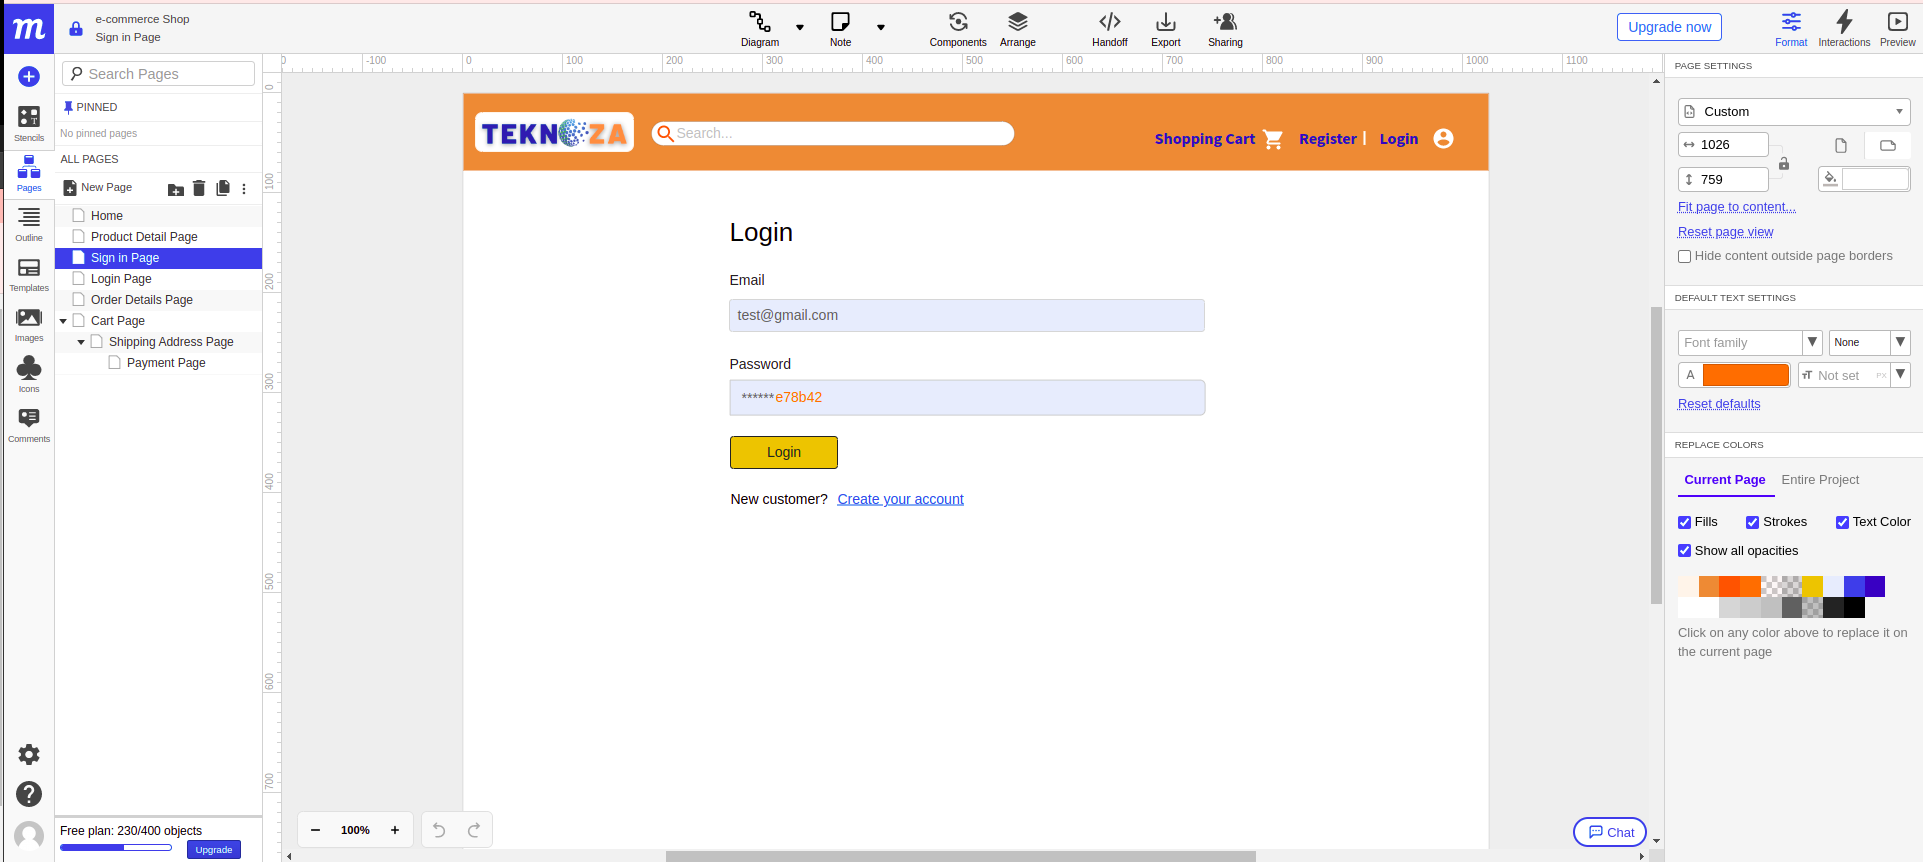 m
e-commerce Shop
Sign in Page
Diagram
Note
Components
Arrange
Handoff
Export
Sharing
Upgrade now
Format
Interactions
Preview
Stencils
Pages
Outline
Templates
Images
Icons
Comments
Search Pages
PINNED
No pinned pages
ALL PAGES
New Page
Home
Product Detail Page
Sign in Page
Login Page
Order Details Page
Cart Page
Shipping Address Page
Payment Page
Free plan: 230/400 objects
Upgrade
0 -100 0 100 200 300 400 500 600 700 800 900 1000 1100
0
100
200
300
400
500
600
700
TEKNOZA
Search...
Shopping Cart
Register |
Login
Login
Email
test@gmail.com
Password
******e78b42
Login
New customer? Create your account
100%
Chat
PAGE SETTINGS
Custom
1026
759
Fit page to content...
Reset page view
Hide content outside page borders
DEFAULT TEXT SETTINGS
Font family
None
A
тT Not set PX
Reset defaults
REPLACE COLORS
Current Page Entire Project
Fills Strokes Text Color
Show all opacities
Click on any color above to replace it on
the current page